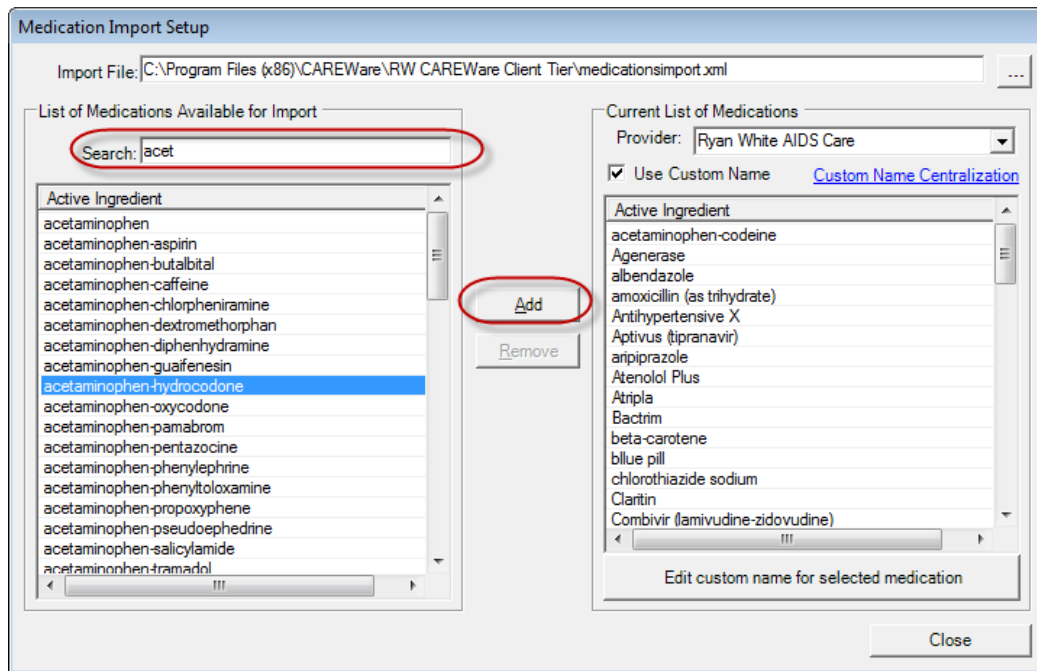 Medication Import Setup
Import File: C:\Program Files (x86)\CAREWare\RW CAREWare Client Tier\medicationsimport.xml ...
List of Medications Available for Import
Search: acet
Active Ingredient
acetaminophen
acetaminophen-aspirin
acetaminophen-butalbital
acetaminophen-caffeine
acetaminophen-chlorpheniramine
acetaminophen-dextromethorphan
acetaminophen-diphenhydramine
acetaminophen-guaifenesin
acetaminophen-hydrocodone
acetaminophen-oxycodone
acetaminophen-pamabrom
acetaminophen-pentazocine
acetaminophen-phenylephrine
acetaminophen-phenyltoloxamine
acetaminophen-propoxyphene
acetaminophen-pseudoephedrine
acetaminophen-salicylamide
acetaminophen-tramadol
Add
Remove
Current List of Medications
Provider: Ryan White AIDS Care
Use Custom Name Custom Name Centralization
Active Ingredient
acetaminophen-codeine
Agenerase
albendazole
amoxicillin (as trihydrate)
Antihypertensive X
Aptivus (tipranavir)
aripiprazole
Atenolol Plus
Atripla
Bactrim
beta-carotene
bllue pill
chlorothiazide sodium
Claritin
Combivir (lamivudine-zidovudine)
Edit custom name for selected medication
Close